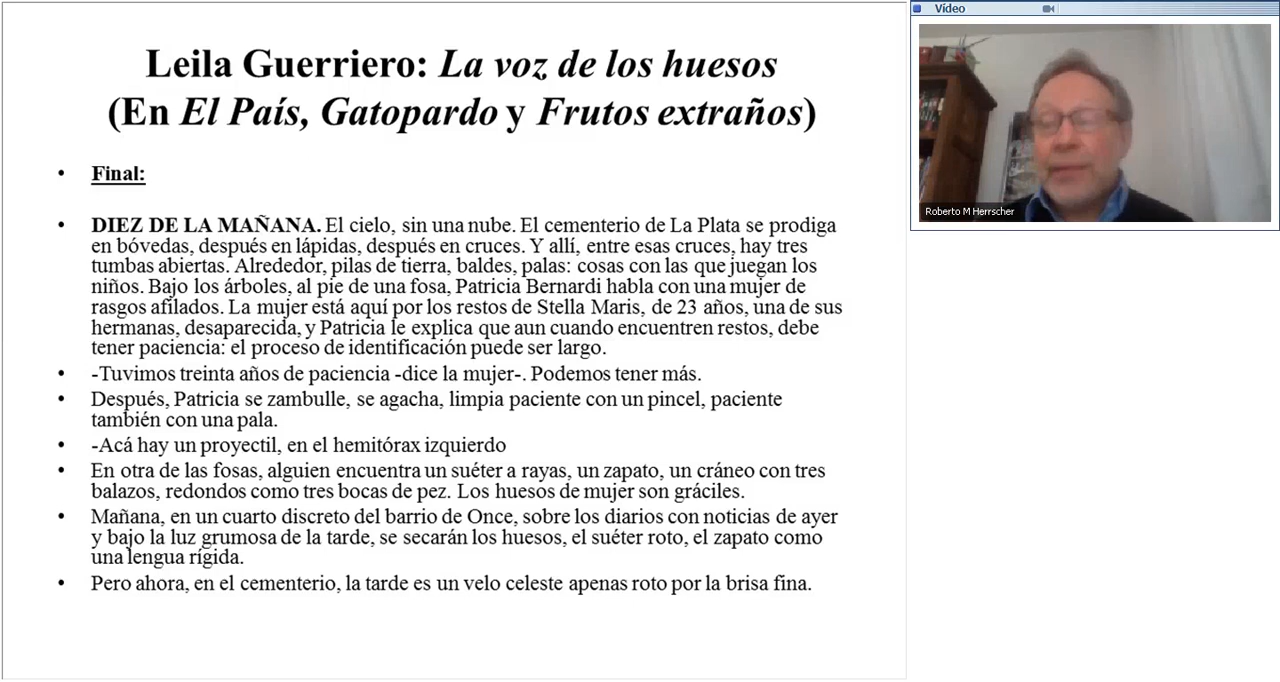 Leila Guerriero: La voz de los huesos
(En El País, Gatopardo y Frutos extraños)
• Final:
• DIEZ DE LA MAÑANA. El cielo, sin una nube. El cementerio de La Plata se prodiga
en bóvedas, después en lápidas, después en cruces. Y allí, entre esas cruces, hay tres
tumbas abiertas. Alrededor, pilas de tierra, baldes, palas: cosas con las que juegan los
niños. Bajo los árboles, al pie de una fosa, Patricia Bernardi habla con una mujer de
rasgos afilados. La mujer está aquí por los restos de Stella Maris, de 23 años, una de sus
hermanas, desaparecida, y Patricia le explica que aun cuando encuentren restos, debe
tener paciencia: el proceso de identificación puede ser largo.
• -Tuvimos treinta años de paciencia -dice la mujer-. Podemos tener más.
• Después, Patricia se zambulle, se agacha, limpia paciente con un pincel, paciente
también con una pala.
• -Acá hay un proyectil, en el hemitórax izquierdo
• En otra de las fosas, alguien encuentra un suéter a rayas, un zapato, un cráneo con tres
balazos, redondos como tres bocas de pez. Los huesos de mujer son gráciles.
• Mañana, en un cuarto discreto del barrio de Once, sobre los diarios con noticias de ayer
y bajo la luz grumosa de la tarde, se secarán los huesos, el suéter roto, el zapato como
una lengua rígida.
• Pero ahora, en el cementerio, la tarde es un velo celeste apenas roto por la brisa fina.
Vídeo
Roberto M Herrscher